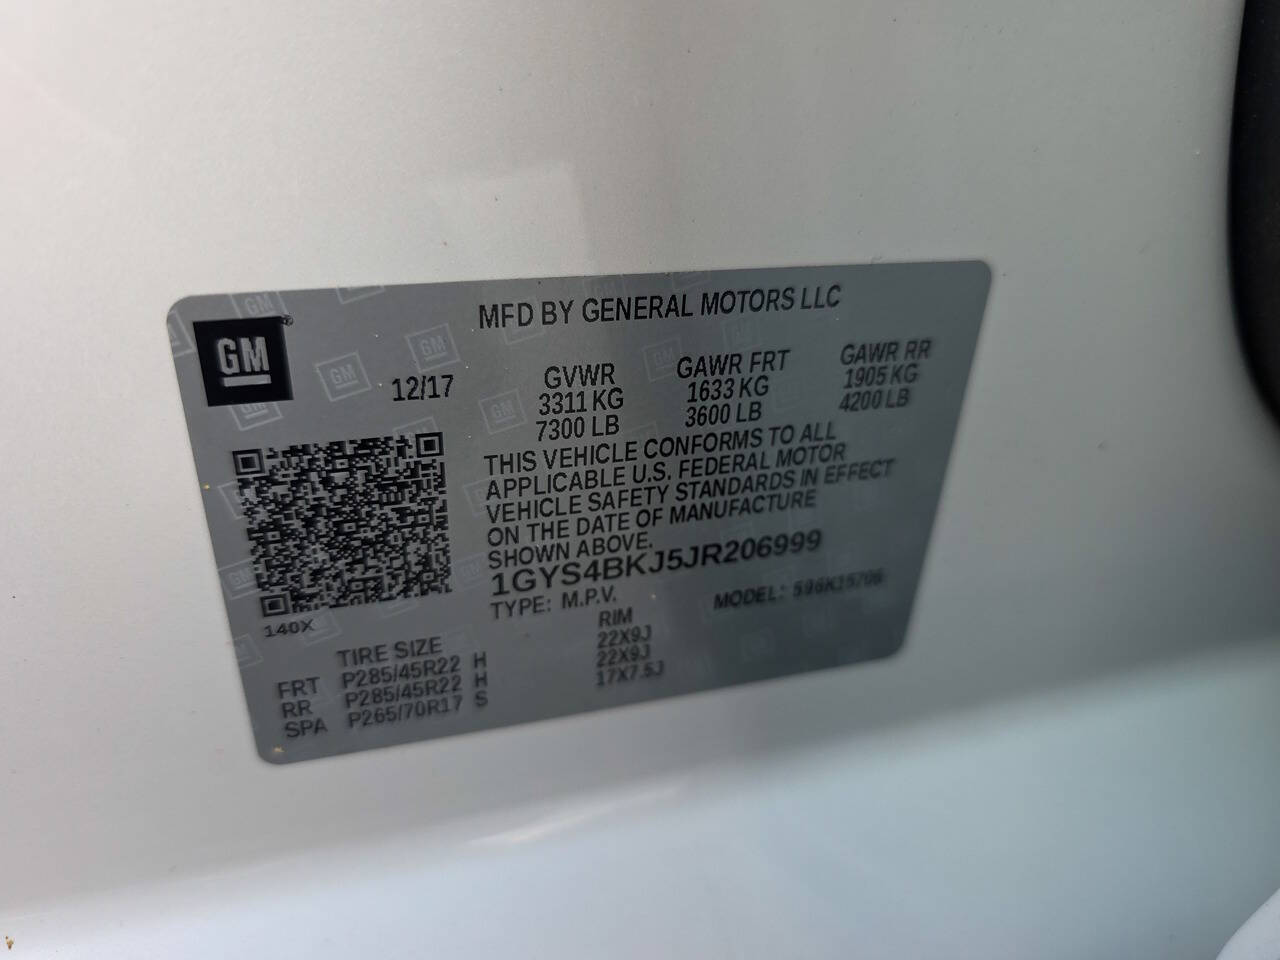 MFD BY GENERAL MOTORS LLC
GM
12/17
GVWR GAWR FRT GAWR RR
3311 KG 1633 KG 1905 KG
7300 LB 3600 LB 4200 LB
THIS VEHICLE CONFORMS TO ALL
APPLICABLE U.S. FEDERAL MOTOR
VEHICLE SAFETY STANDARDS IN EFFECT
ON THE DATE OF MANUFACTURE
SHOWN ABOVE.
1GYS4BKJ5JR206999
TYPE: M.P.V. MODEL: 596K15706
140X
TIRE SIZE RIM
FRT P285/45R22 H 22X9J
RR P285/45R22 H 22X9J
SPA P265/70R17 S 17X7.5J